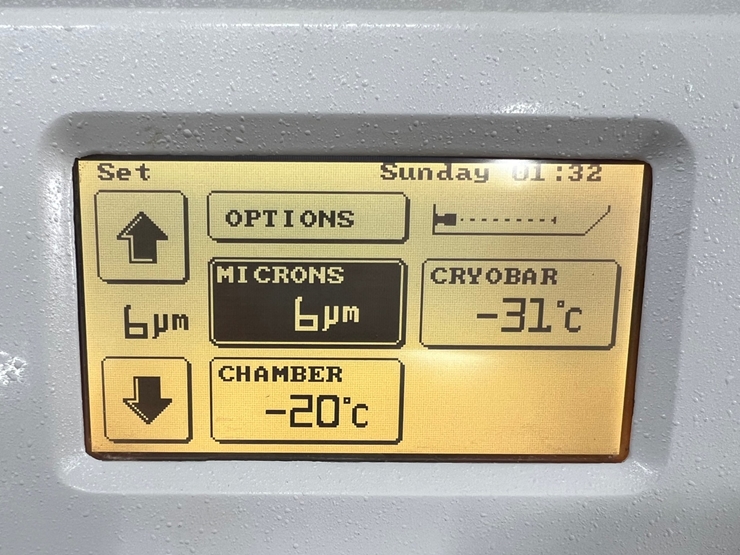 Set
Sunday 01:32
OPTIONS
MICRONS
6µm
6µm
CRYOBAR
-31°c
CHAMBER
-20°c